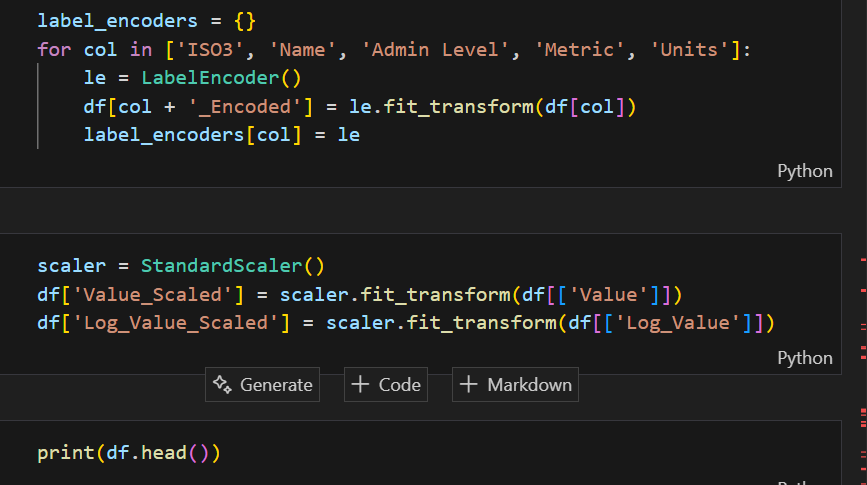 label_encoders = {}
for col in ['ISO3', 'Name', 'Admin Level', 'Metric', 'Units']:
    le = LabelEncoder()
    df[col + '_Encoded'] = le.fit_transform(df[col])
    label_encoders[col] = le
Python
scaler = StandardScaler()
df['Value_Scaled'] = scaler.fit_transform(df[['Value']])
df['Log_Value_Scaled'] = scaler.fit_transform(df[['Log_Value']])
Python
Generate + Code + Markdown
print(df.head())